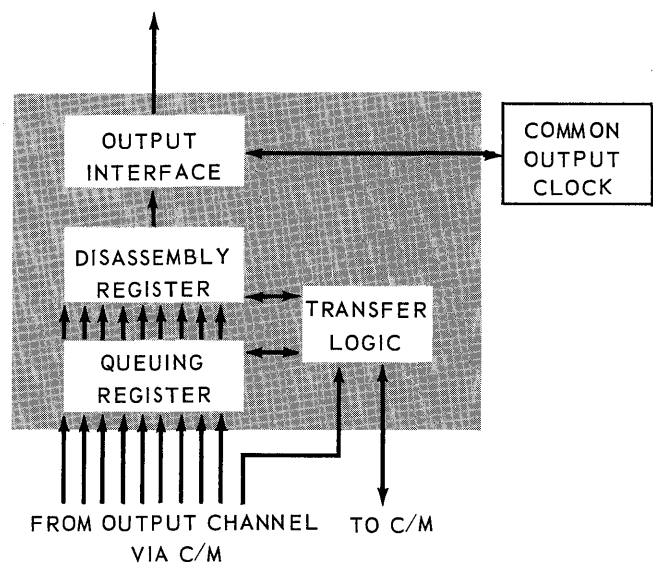 OUTPUT
INTERFACE
COMMON
OUTPUT
CLOCK
DISASSEMBLY
REGISTER
TRANSFER
LOGIC
QUEUING
REGISTER
FROM OUTPUT CHANNEL
VIA C/M
TO C/M